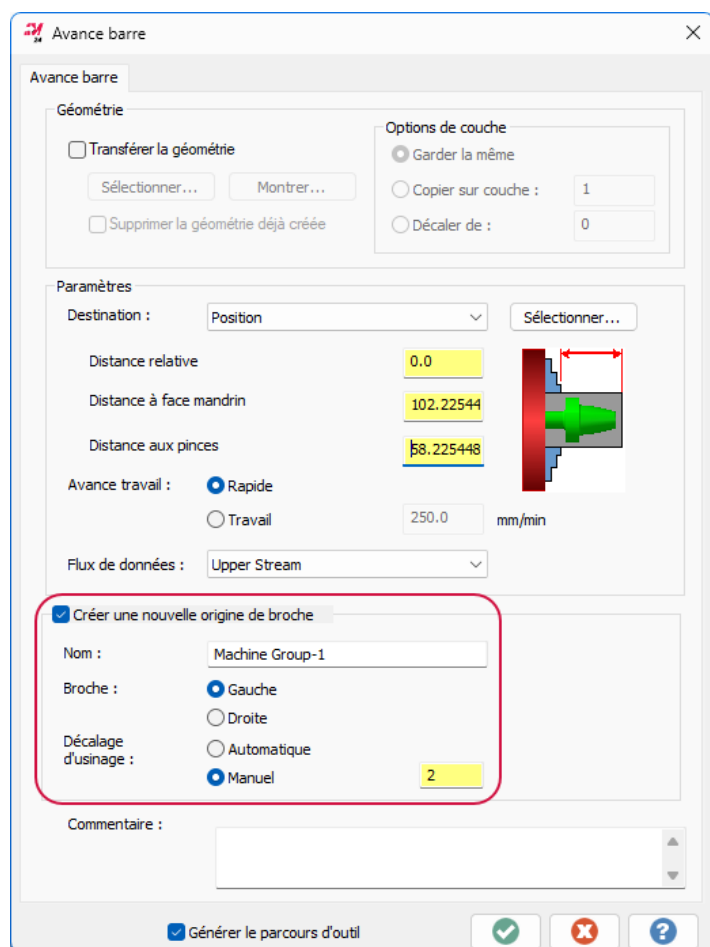 24 Avance barre
Avance barre
Géométrie
Transférer la géométrie
Sélectionner...
Montrer...
Supprimer la géométrie déjà créée
Options de couche
Garder la même
Copier sur couche : 1
Décaler de : 0
Paramètres
Destination : Position Sélectionner...
Distance relative 0.0
Distance à face mandrin 102.22544
Distance aux pinces 58.225448
Avance travail : Rapide
Travail 250.0 mm/min
Flux de données : Upper Stream
Créer une nouvelle origine de broche
Nom : Machine Group-1
Broche : Gauche
Droite
Décalage
d'usinage :
Automatique
Manuel 2
Commentaire :
Générer le parcours d'outil
?